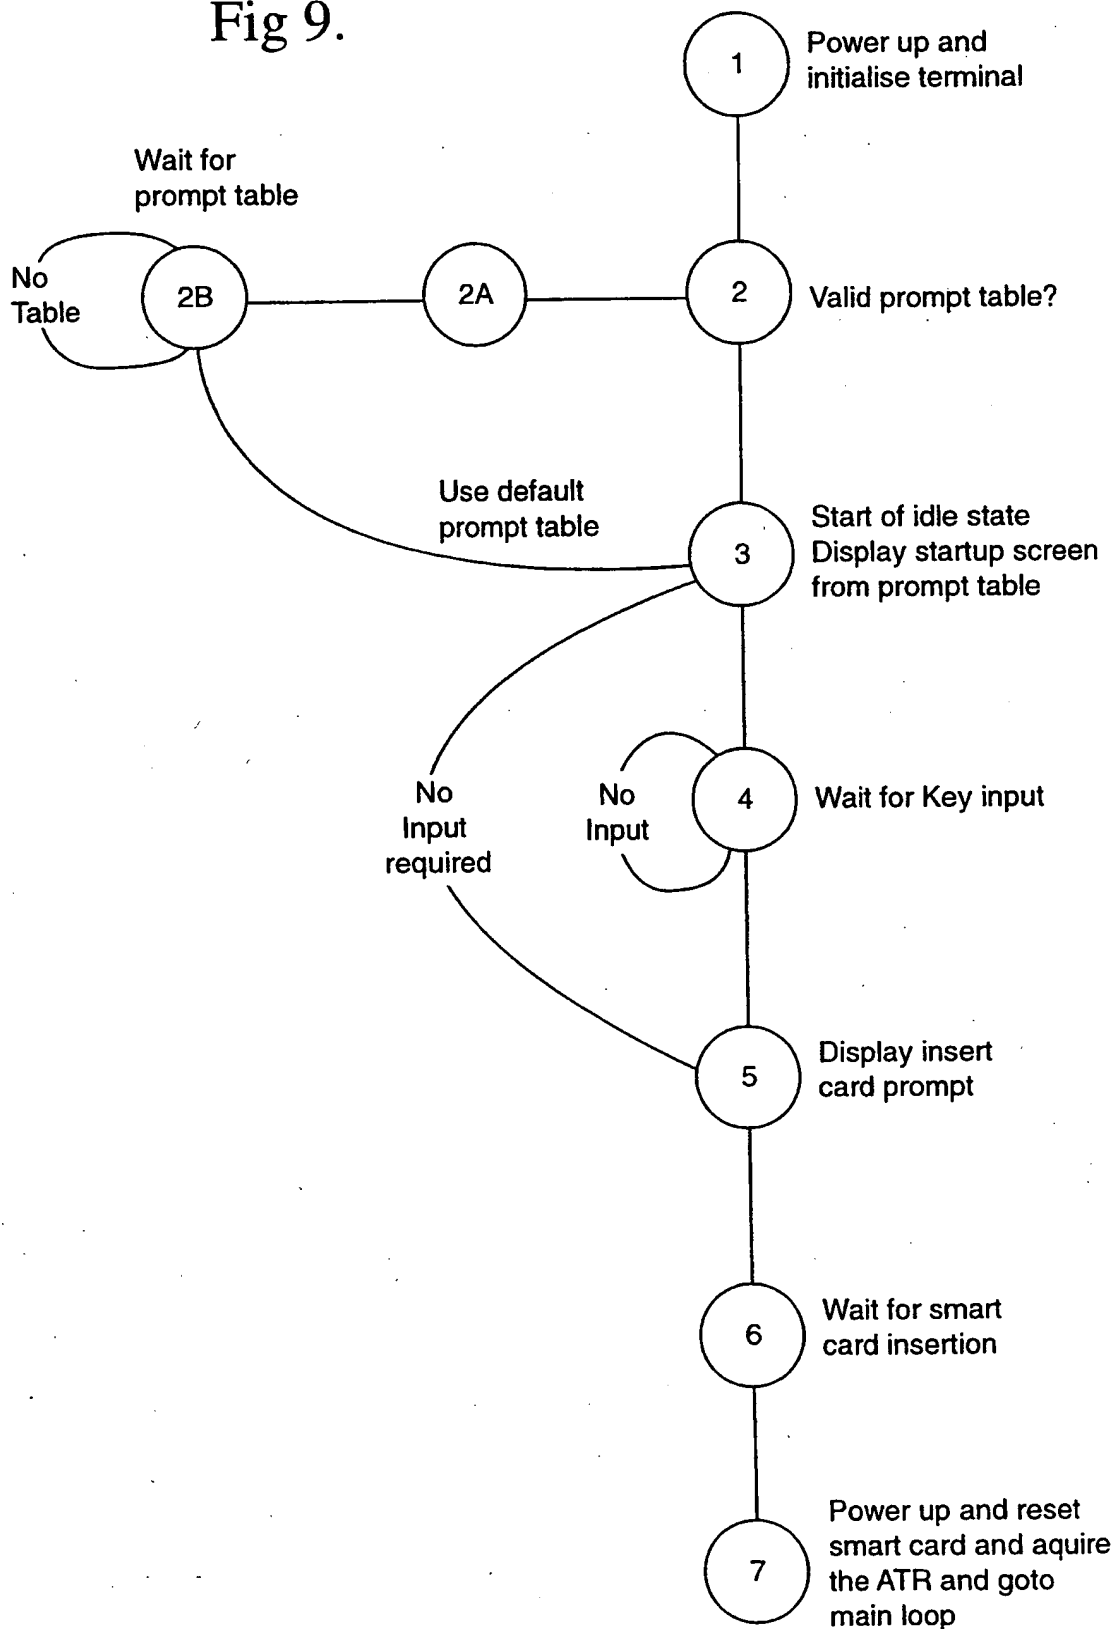 Fig 9.
1
Power up and
initialise terminal
Wait for
prompt table
No
Table
2B
2A
2
Valid prompt table?
Use default
prompt table
3
Start of idle state
Display startup screen
from prompt table
No
Input
required
No
Input
4
Wait for Key input
5
Display insert
card prompt
6
Wait for smart
card insertion
7
Power up and reset
smart card and aquire
the ATR and goto
main loop